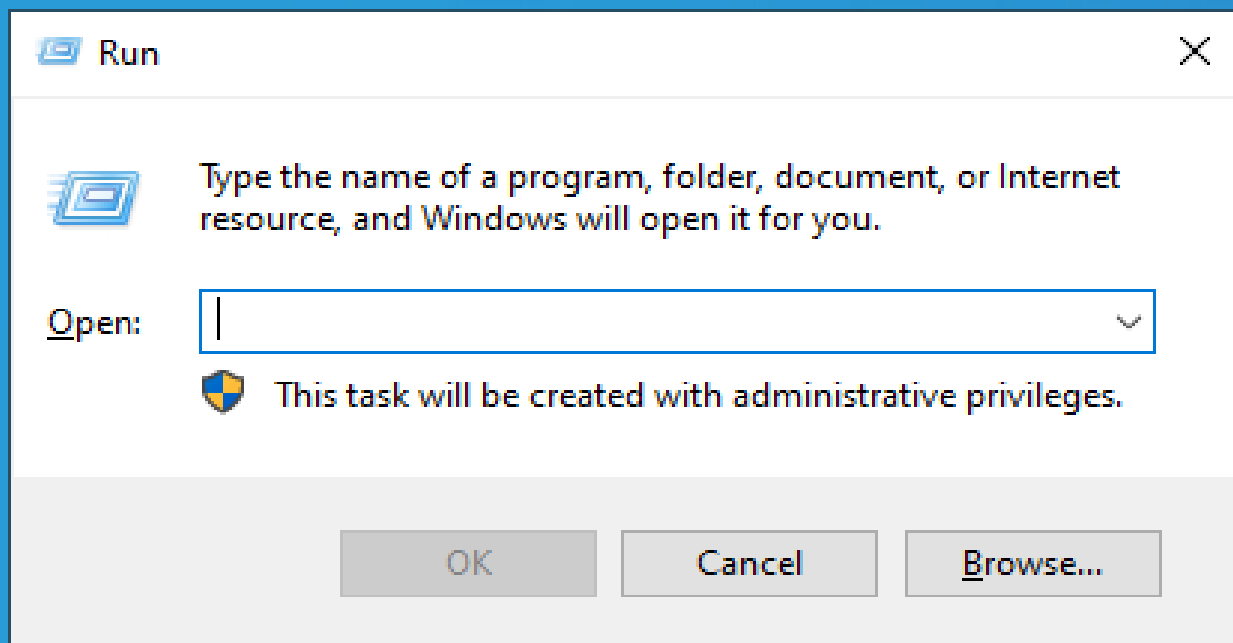 Run
Type the name of a program, folder, document, or Internet
resource, and Windows will open it for you.
Open:
This task will be created with administrative privileges.
OK
Cancel
Browse...